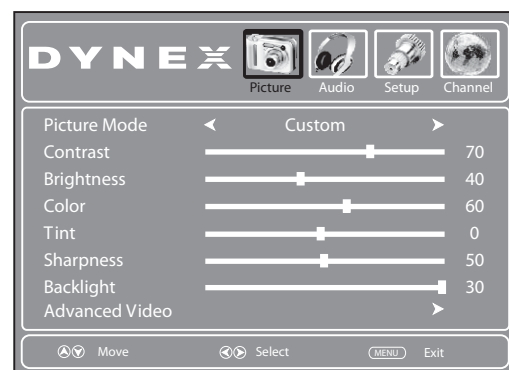 DYNEX
Picture Audio Setup Channel
Picture Mode Custom
Contrast 70
Brightness 40
Color 60
Tint 0
Sharpness 50
Backlight 30
Advanced Video
Move Select MENU Exit